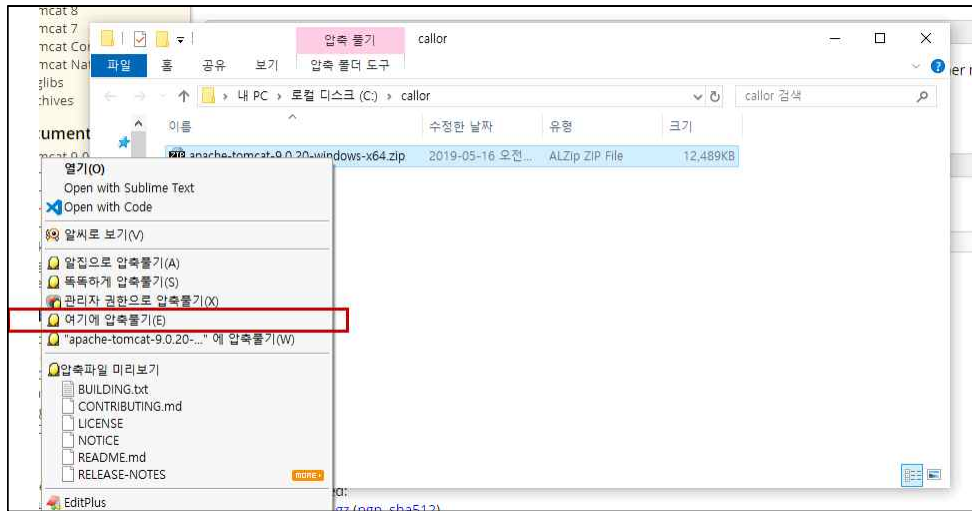 mcat 8
mcat 7
mcat Co
mcat Nat
glibs
chives
ument
압축 풀기 callor
파일 홈 공유 보기 압축 폴더 도구
내 PC › 로컬 디스크 (C:) › callor
callor 검색
이름 수정한 날짜 유형 크기
apache-tomcat-9.0.20-windows-x64.zip 2019-05-16 오전... ALZip ZIP File 12,489KB
열기(O)
Open with Sublime Text
Open with Code
알씨로 보기(V)
알집으로 압축풀기(A)
똑똑하게 압축풀기(S)
관리자 권한으로 압축풀기(X)
여기에 압축풀기(E)
"apache-tomcat-9.0.20-..." 에 압축풀기(W)
압축파일 미리보기
BUILDING.txt
CONTRIBUTING.md
LICENSE
NOTICE
README.md
RELEASE-NOTES
MORE
EditPlus
ed:
gz (pgp, sha512)